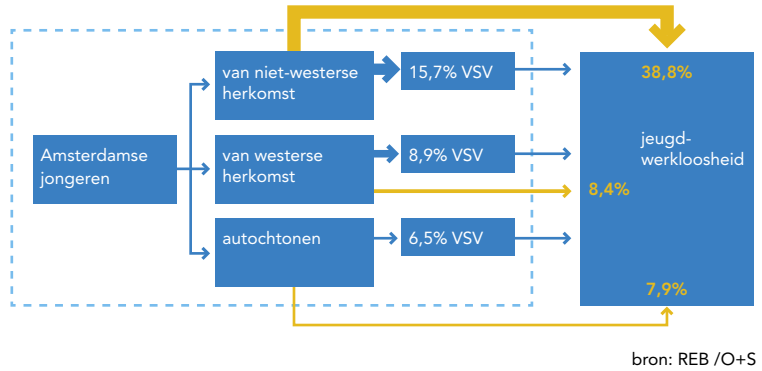 van niet-westerse
herkomst
15,7% VSV
38,8%
Amsterdamse
jongeren
van westerse
herkomst
8,9% VSV
jeugd-
werkloosheid
8,4%
autochtonen
6,5% VSV
7,9%
bron: REB /O+S